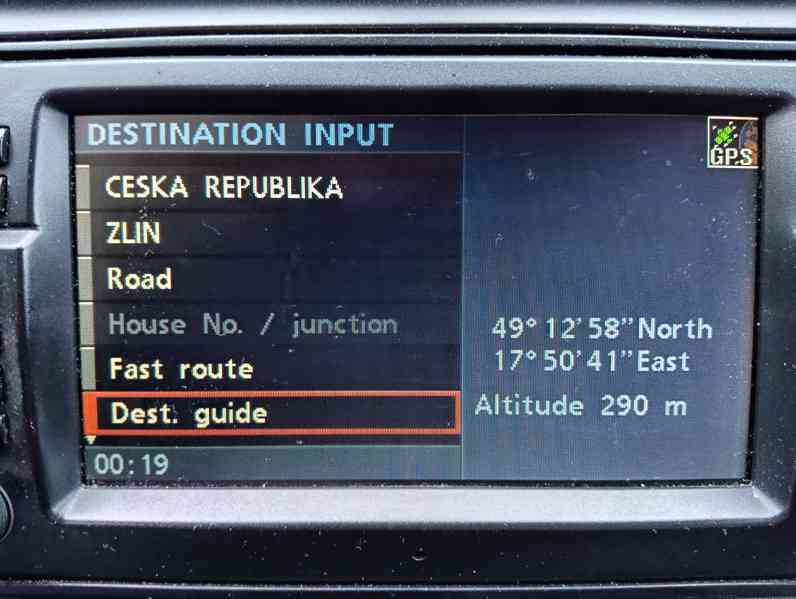 DESTINATION INPUT
GPS
CESKA REPUBLIKA
ZLIN
Road
House No. / junction
Fast route
Dest. guide
00:19
49° 12'58"North
17° 50'41"East
Altitude 290 m